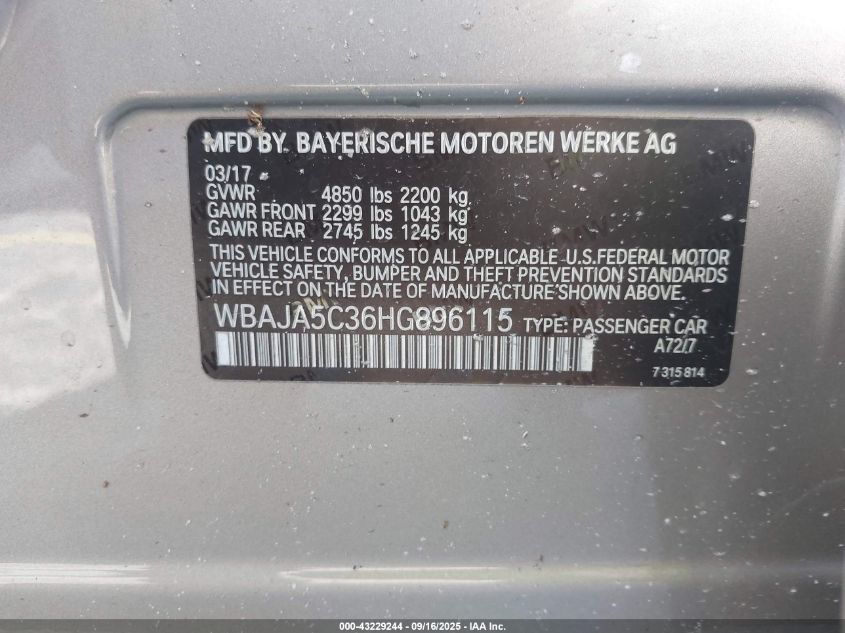 MFD BY BAYERISCHE MOTOREN WERKE AG
03/17
GVWR 4850 lbs 2200 kg
GAWR FRONT 2299 lbs 1043 kg
GAWR REAR 2745 lbs 1245 kg
THIS VEHICLE CONFORMS TO ALL APPLICABLE U.S.FEDERAL MOTOR
VEHICLE SAFETY, BUMPER AND THEFT PREVENTION STANDARDS
IN EFFECT ON THE DATE OF MANUFACTURE SHOWN ABOVE.
WBAJA5C36HG896115 TYPE: PASSENGER CAR
A72/7
7 315 814
000-43229244 - 09/16/2025 - IAA Inc.